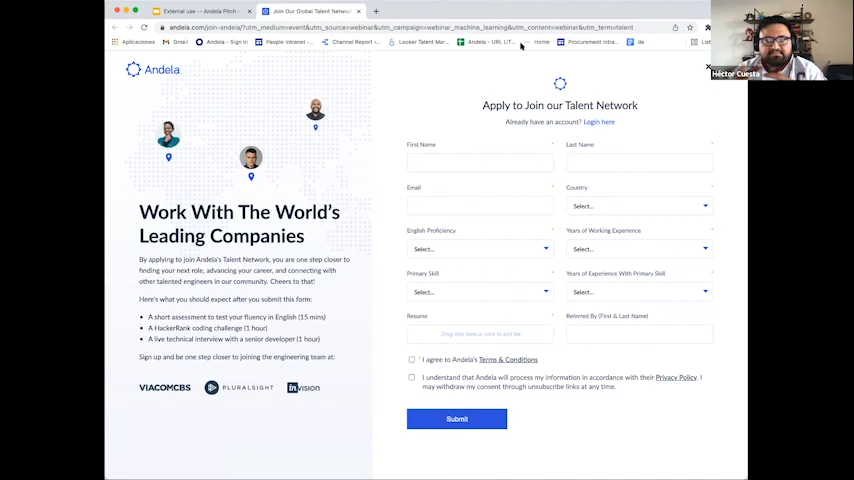 External use -- Andela Pitch -
Join Our Global Talent Network
andela.com/join-andela/?utm_medium=event&utm_source=webinar&utm_campaign=webinar_machine_learning&utm_content=webinar&utm_term=talent
Aplicaciones
Gmail
Andela - Sign In
People intranet -...
Channel Report -...
Looker Talent Mar...
Andela - URL UT...
Home
Procurement Intra...
de
Héctor Cuesta
Andela
Work With The World's
Leading Companies
By applying to Andela's Talent Network, you are one step closer to
finding your next role, advancing your career, and connecting with
other talented engineers in our community. Cheers to that!
Here's what you should expect after you submit this form:
• A short assessment to test your fluency in English (15 mins)
• A HackerRank coding challenge (1 hour)
• A live technical interview with a senior developer (1 hour)
Sign up and be one step closer to joining the engineering team at:
VIACOMCBS
PLURALSIGHT
invision
Apply to Join our Talent Network
Already have an account? Login here
First Name *
Last Name *
Email *
Country *
Select...
English Proficiency *
Years of Working Experience *
Select...
Select...
Primary Skill *
Years of Experience With Primary Skill *
Select...
Select...
Resume *
Referred By (First & Last Name)
Drag files here or click to add file
* I agree to Andela's Terms & Conditions
I understand that Andela will process my information in accordance with their Privacy Policy. I
may withdraw my consent through unsubscribe links at any time.
Submit